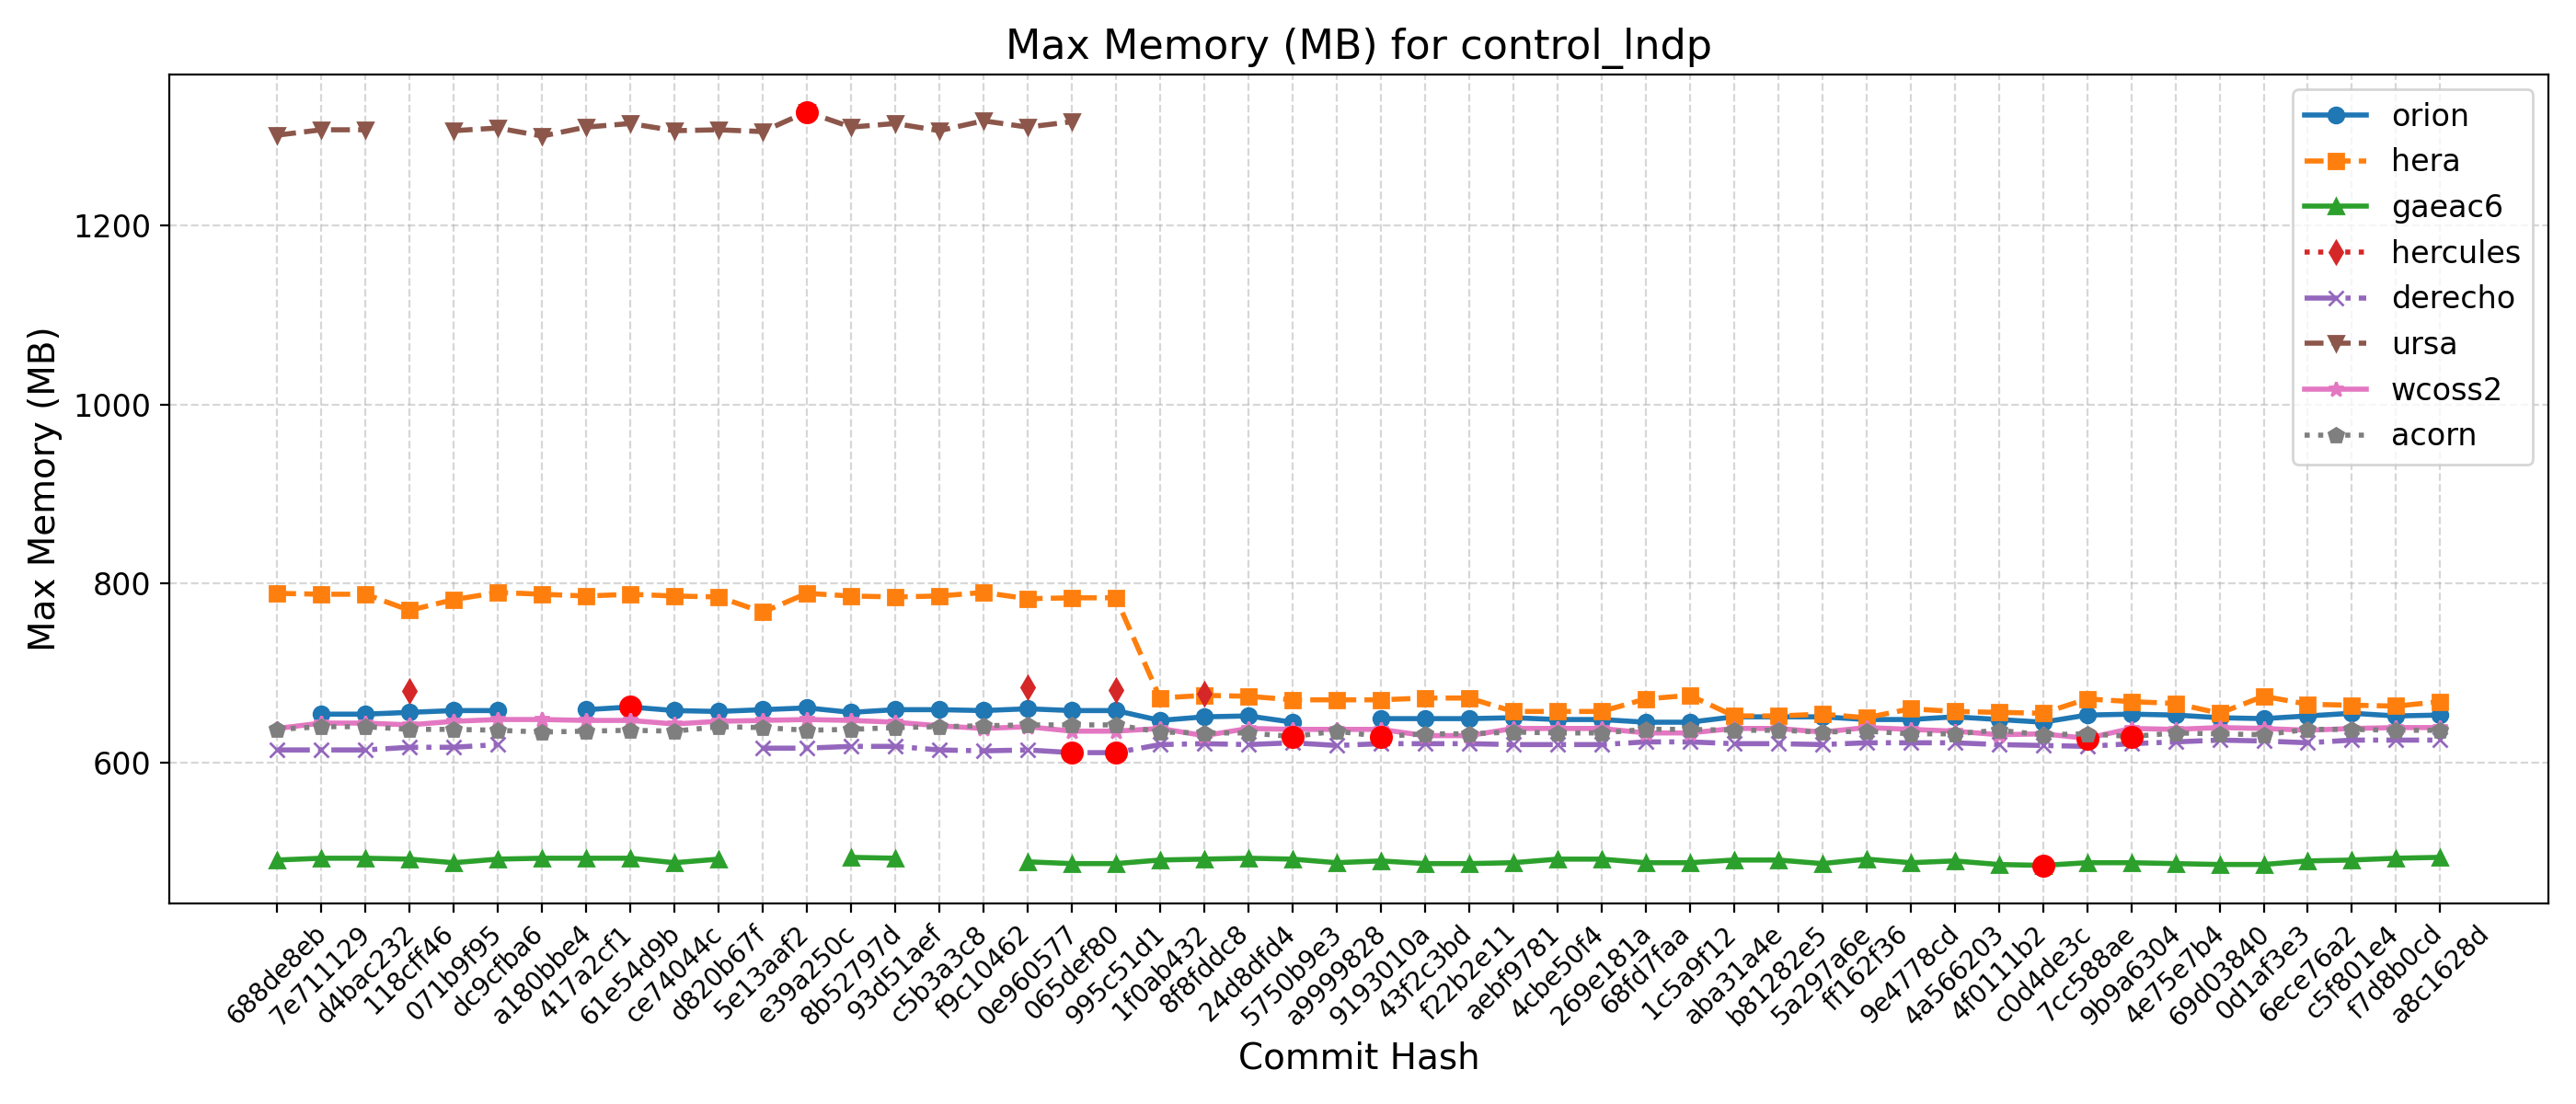 Max Memory (MB) for control_lndp
Max Memory (MB)
1200
1000
800
600
orion
hera
gaeac6
hercules
derecho
ursa
wcoss2
acorn
688de8eb
7e711129
d4bac232
118cff46
071b9f95
dc9cfba6
a180bbe4
417a2cf1
61e54d9b
ce74044c
d820b67f
5e13aaf2
e39a250c
8b52797d
93d51aef
c5b3a3c8
f9c10462
0e960577
065def80
995c51d1
1f0ab432
8f8fddc8
24d8dfd4
5750b9e3
a9999828
9193010a
43f2c3bd
f22b2e11
aebf9781
4cbe50f4
269e181a
68fd7faa
1c5a9f12
aba31a4e
b81282e5
5a297a6e
ff162f36
9e4778cd
4a566203
4f0111b2
c0d4de3c
7cc588ae
9b9a6304
4e75e7b4
69d03840
0d1af3e3
6ece76a2
c5f801e4
f7d8b0cd
a8c1628d
Commit Hash